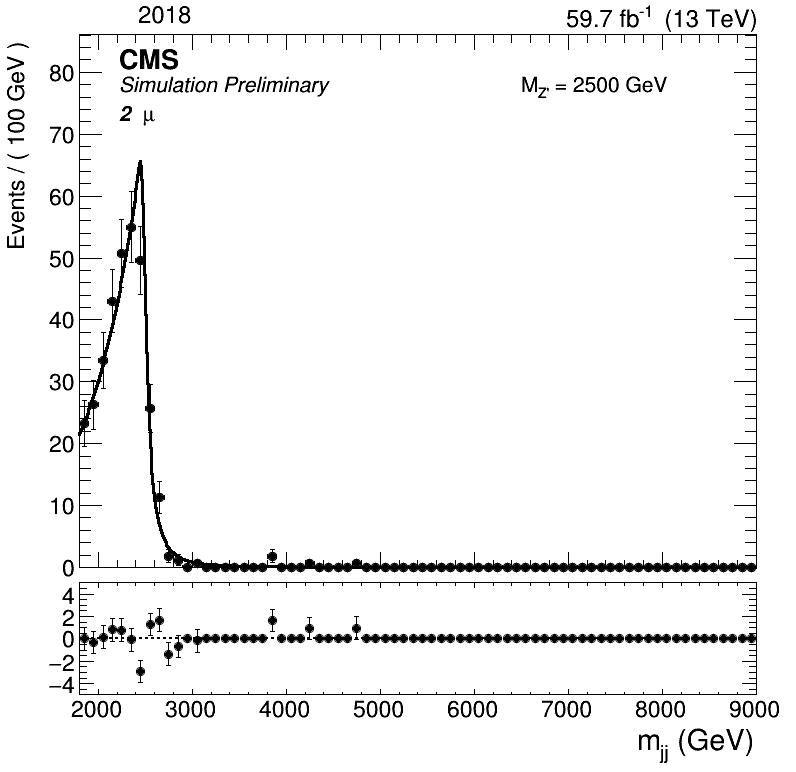 2018 59.7 fb⁻¹ (13 TeV)
CMS
Simulation Preliminary
M_Z' = 2500 GeV
2 μ
Events / ( 100 GeV )
80
70
60
50
40
30
20
10
0
4
2
0
−2
−4
2000 3000 4000 5000 6000 7000 8000 9000
m_jj (GeV)